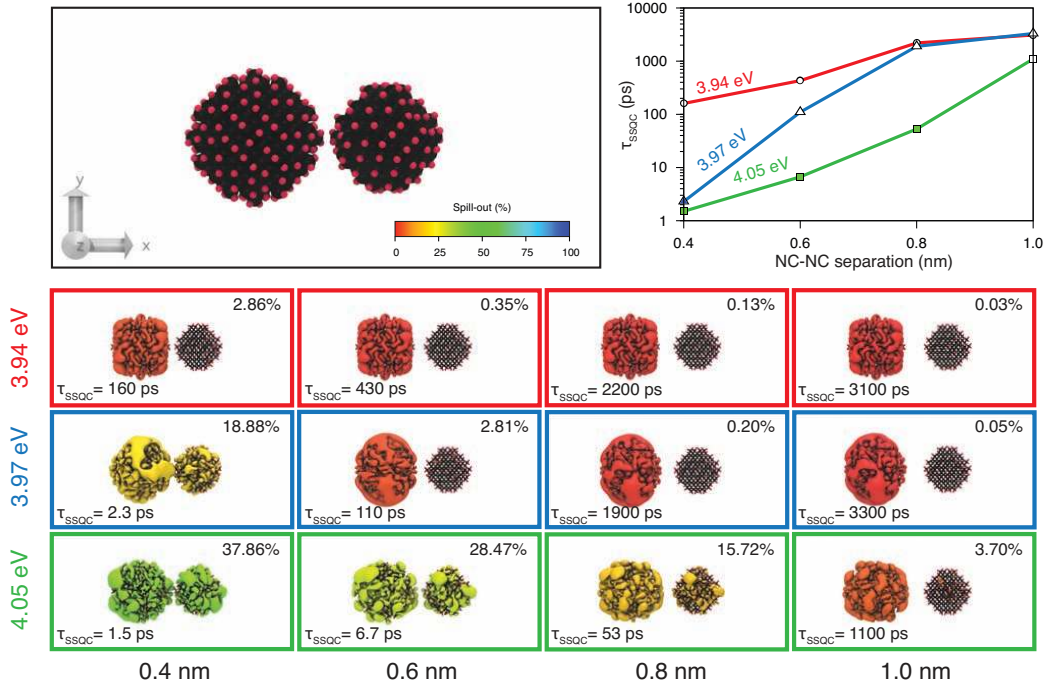 y
z
x
Spill-out (%)
0 25 50 75 100
10000
1000
100
10
1
τSSQC (ps)
3.94 eV
3.97 eV
4.05 eV
0.4 0.6 0.8 1.0
NC-NC separation (nm)
3.94 eV
2.86%
τSSQC= 160 ps
0.35%
τSSQC= 430 ps
0.13%
τSSQC= 2200 ps
0.03%
τSSQC= 3100 ps
3.97 eV
18.88%
τSSQC= 2.3 ps
2.81%
τSSQC= 110 ps
0.20%
τSSQC= 1900 ps
0.05%
τSSQC= 3300 ps
4.05 eV
37.86%
τSSQC= 1.5 ps
28.47%
τSSQC= 6.7 ps
15.72%
τSSQC= 53 ps
3.70%
τSSQC= 1100 ps
0.4 nm 0.6 nm 0.8 nm 1.0 nm